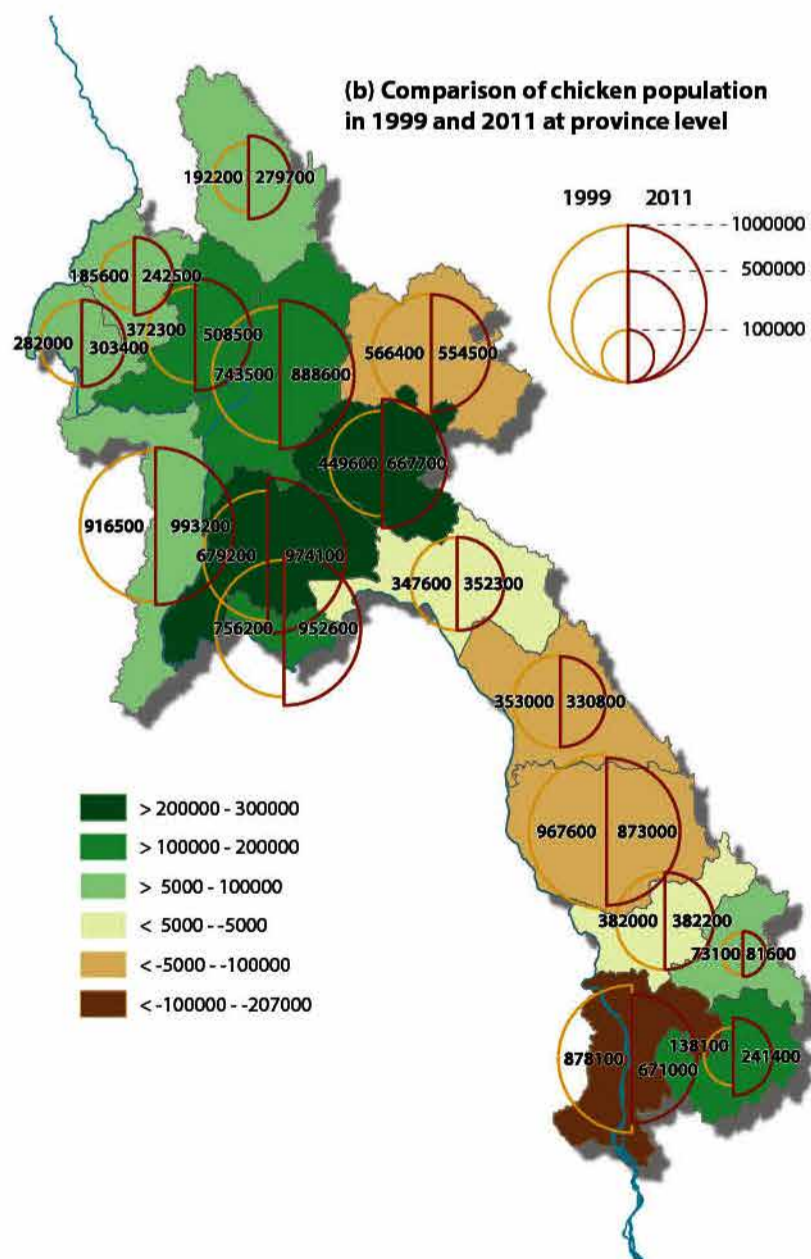 (b) Comparison of chicken population
in 1999 and 2011 at province level
192200 279700
1999 2011
1000000
500000
100000
185600 242500
372300 508500
282000 303400
743500 888600
566400 554500
449600 667700
916500 993200
679200 974100
347600 352300
756200 952600
353000 330800
> 200000 - 300000
> 100000 - 200000
> 5000 - 100000
< 5000 - -5000
< -5000 - -100000
< -100000 - -207000
967600 873000
382000 382200
73100 81600
138100 241400
878100 671000